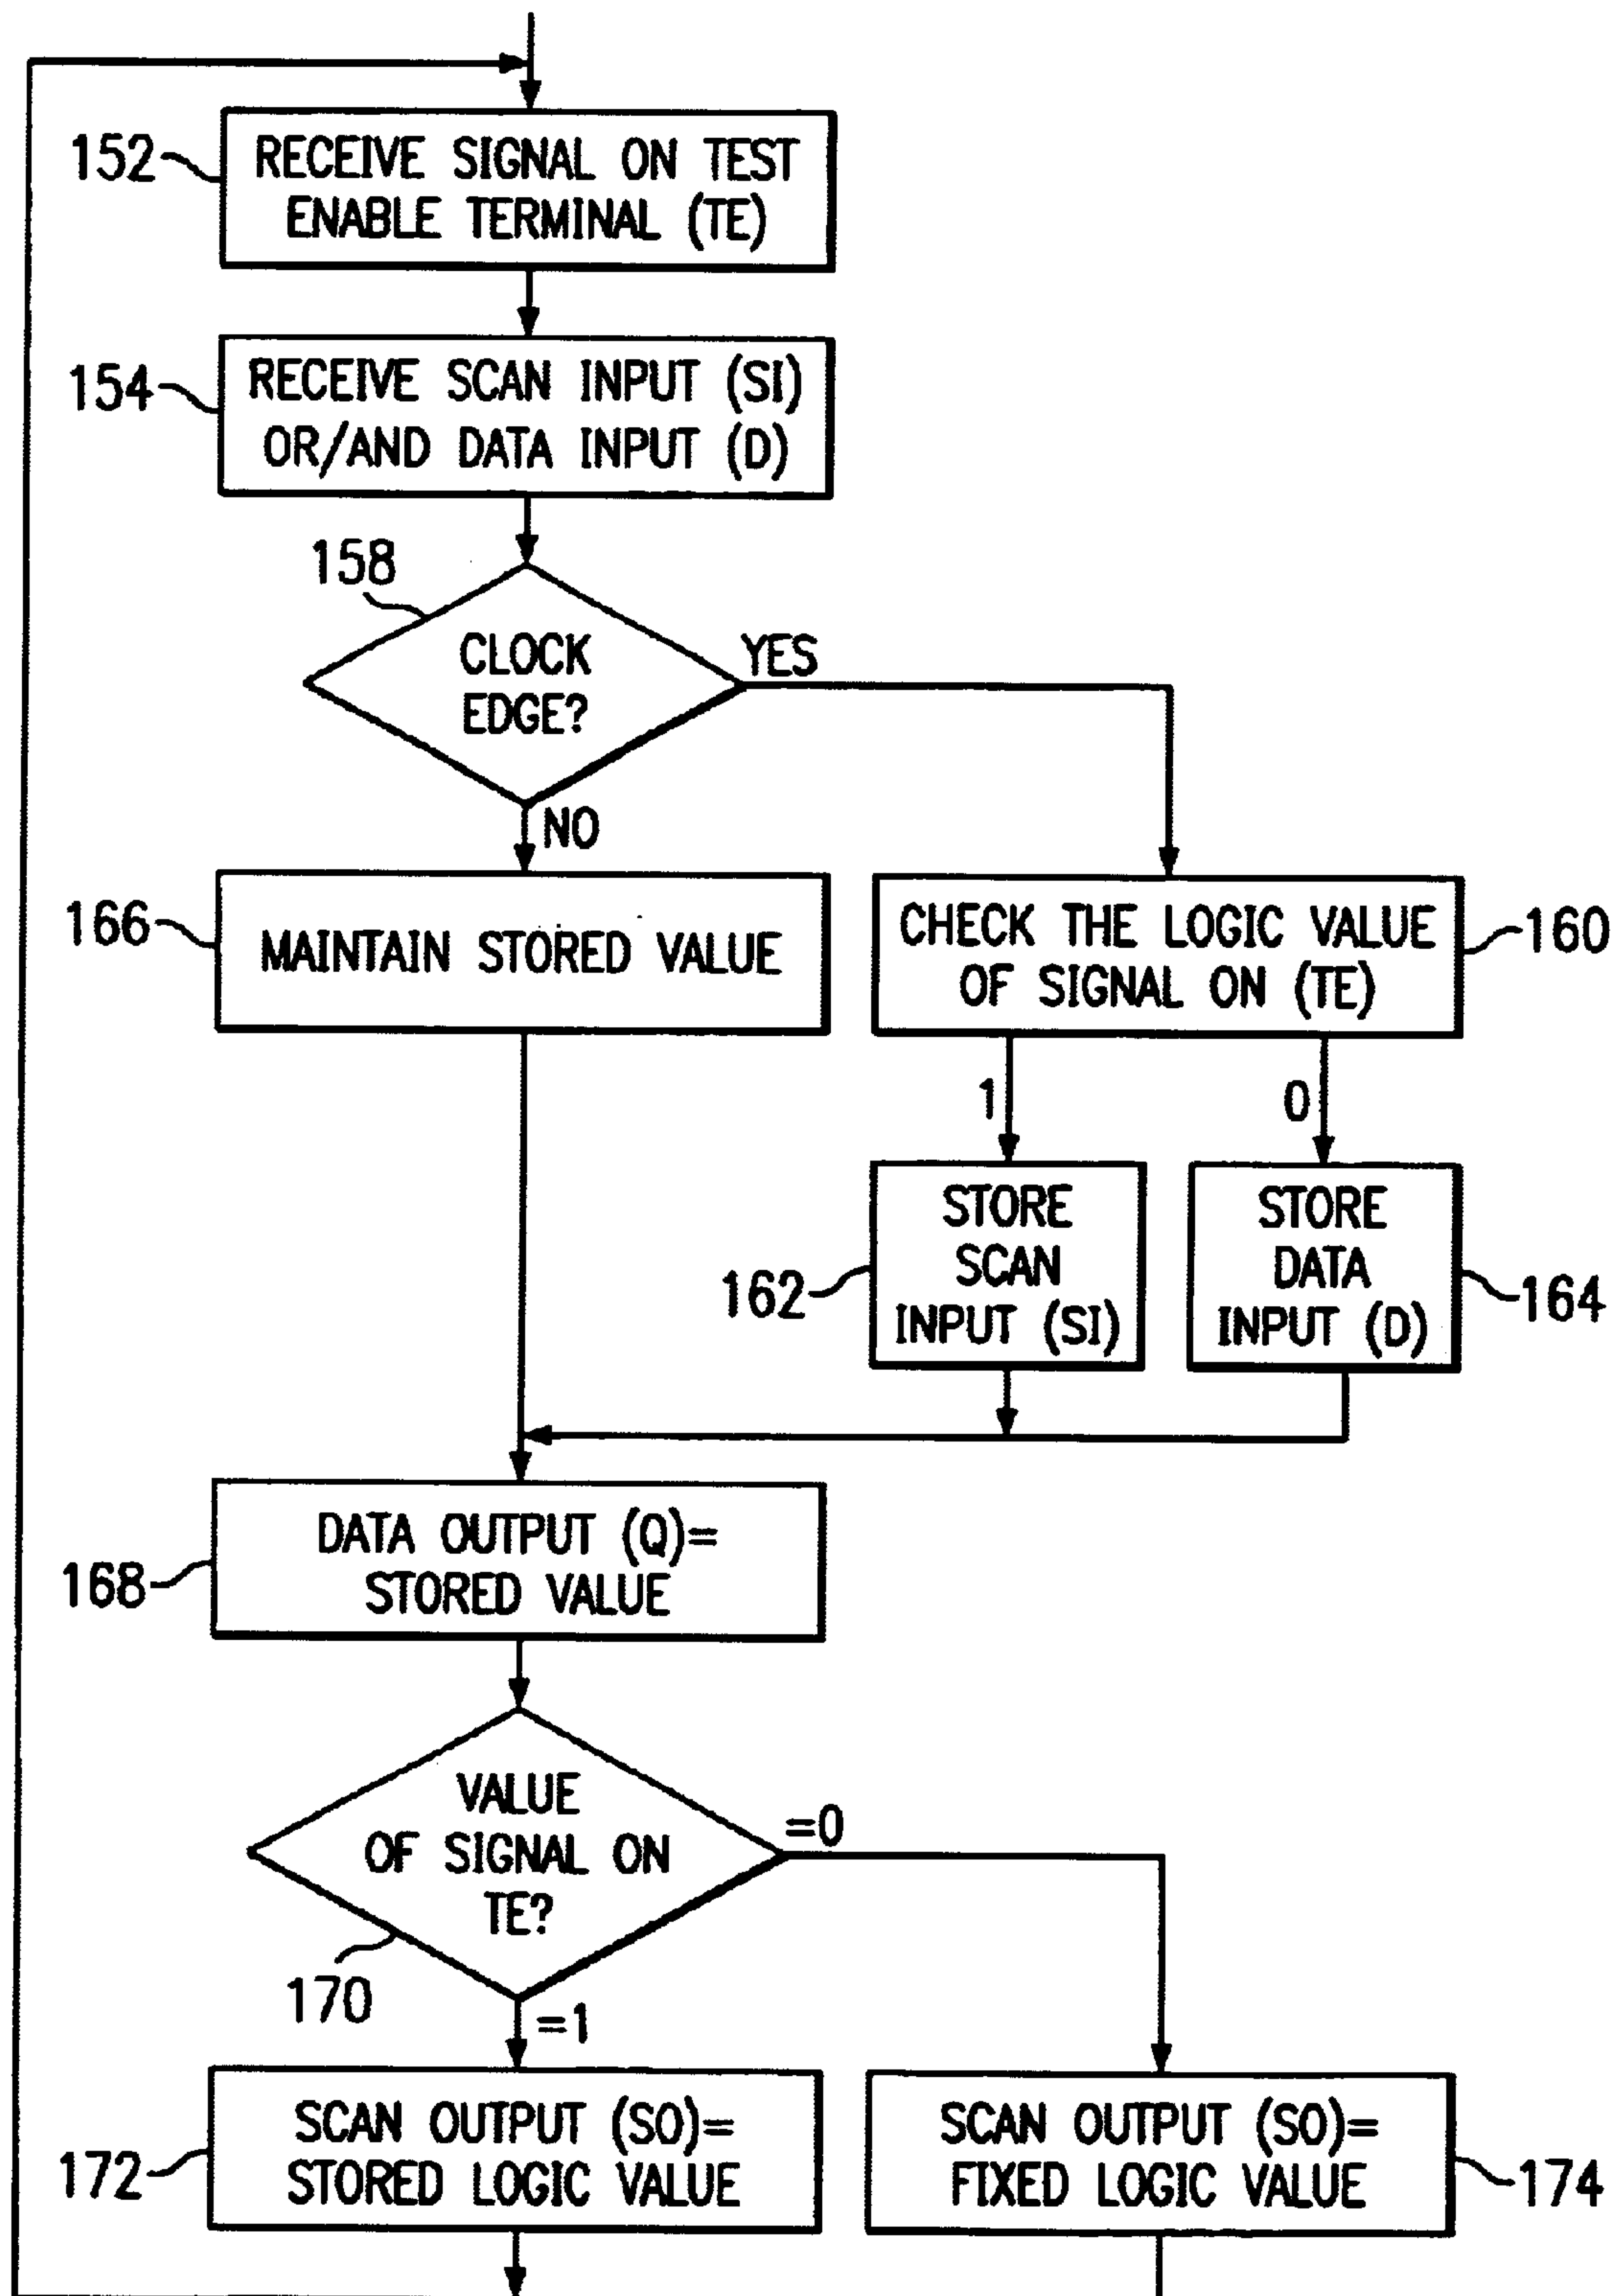 152
RECEIVE SIGNAL ON TEST
ENABLE TERMINAL (TE)
154
RECEIVE SCAN INPUT (SI)
OR/AND DATA INPUT (D)
158
CLOCK
EDGE?
YES
NO
166
MAINTAIN STORED VALUE
CHECK THE LOGIC VALUE
OF SIGNAL ON (TE)
160
1
0
162
STORE
SCAN
INPUT (SI)
STORE
DATA
INPUT (D)
164
168
DATA OUTPUT (Q)=
STORED VALUE
VALUE
OF SIGNAL ON
TE?
=0
170
=1
172
SCAN OUTPUT (SO)=
STORED LOGIC VALUE
SCAN OUTPUT (SO)=
FIXED LOGIC VALUE
174